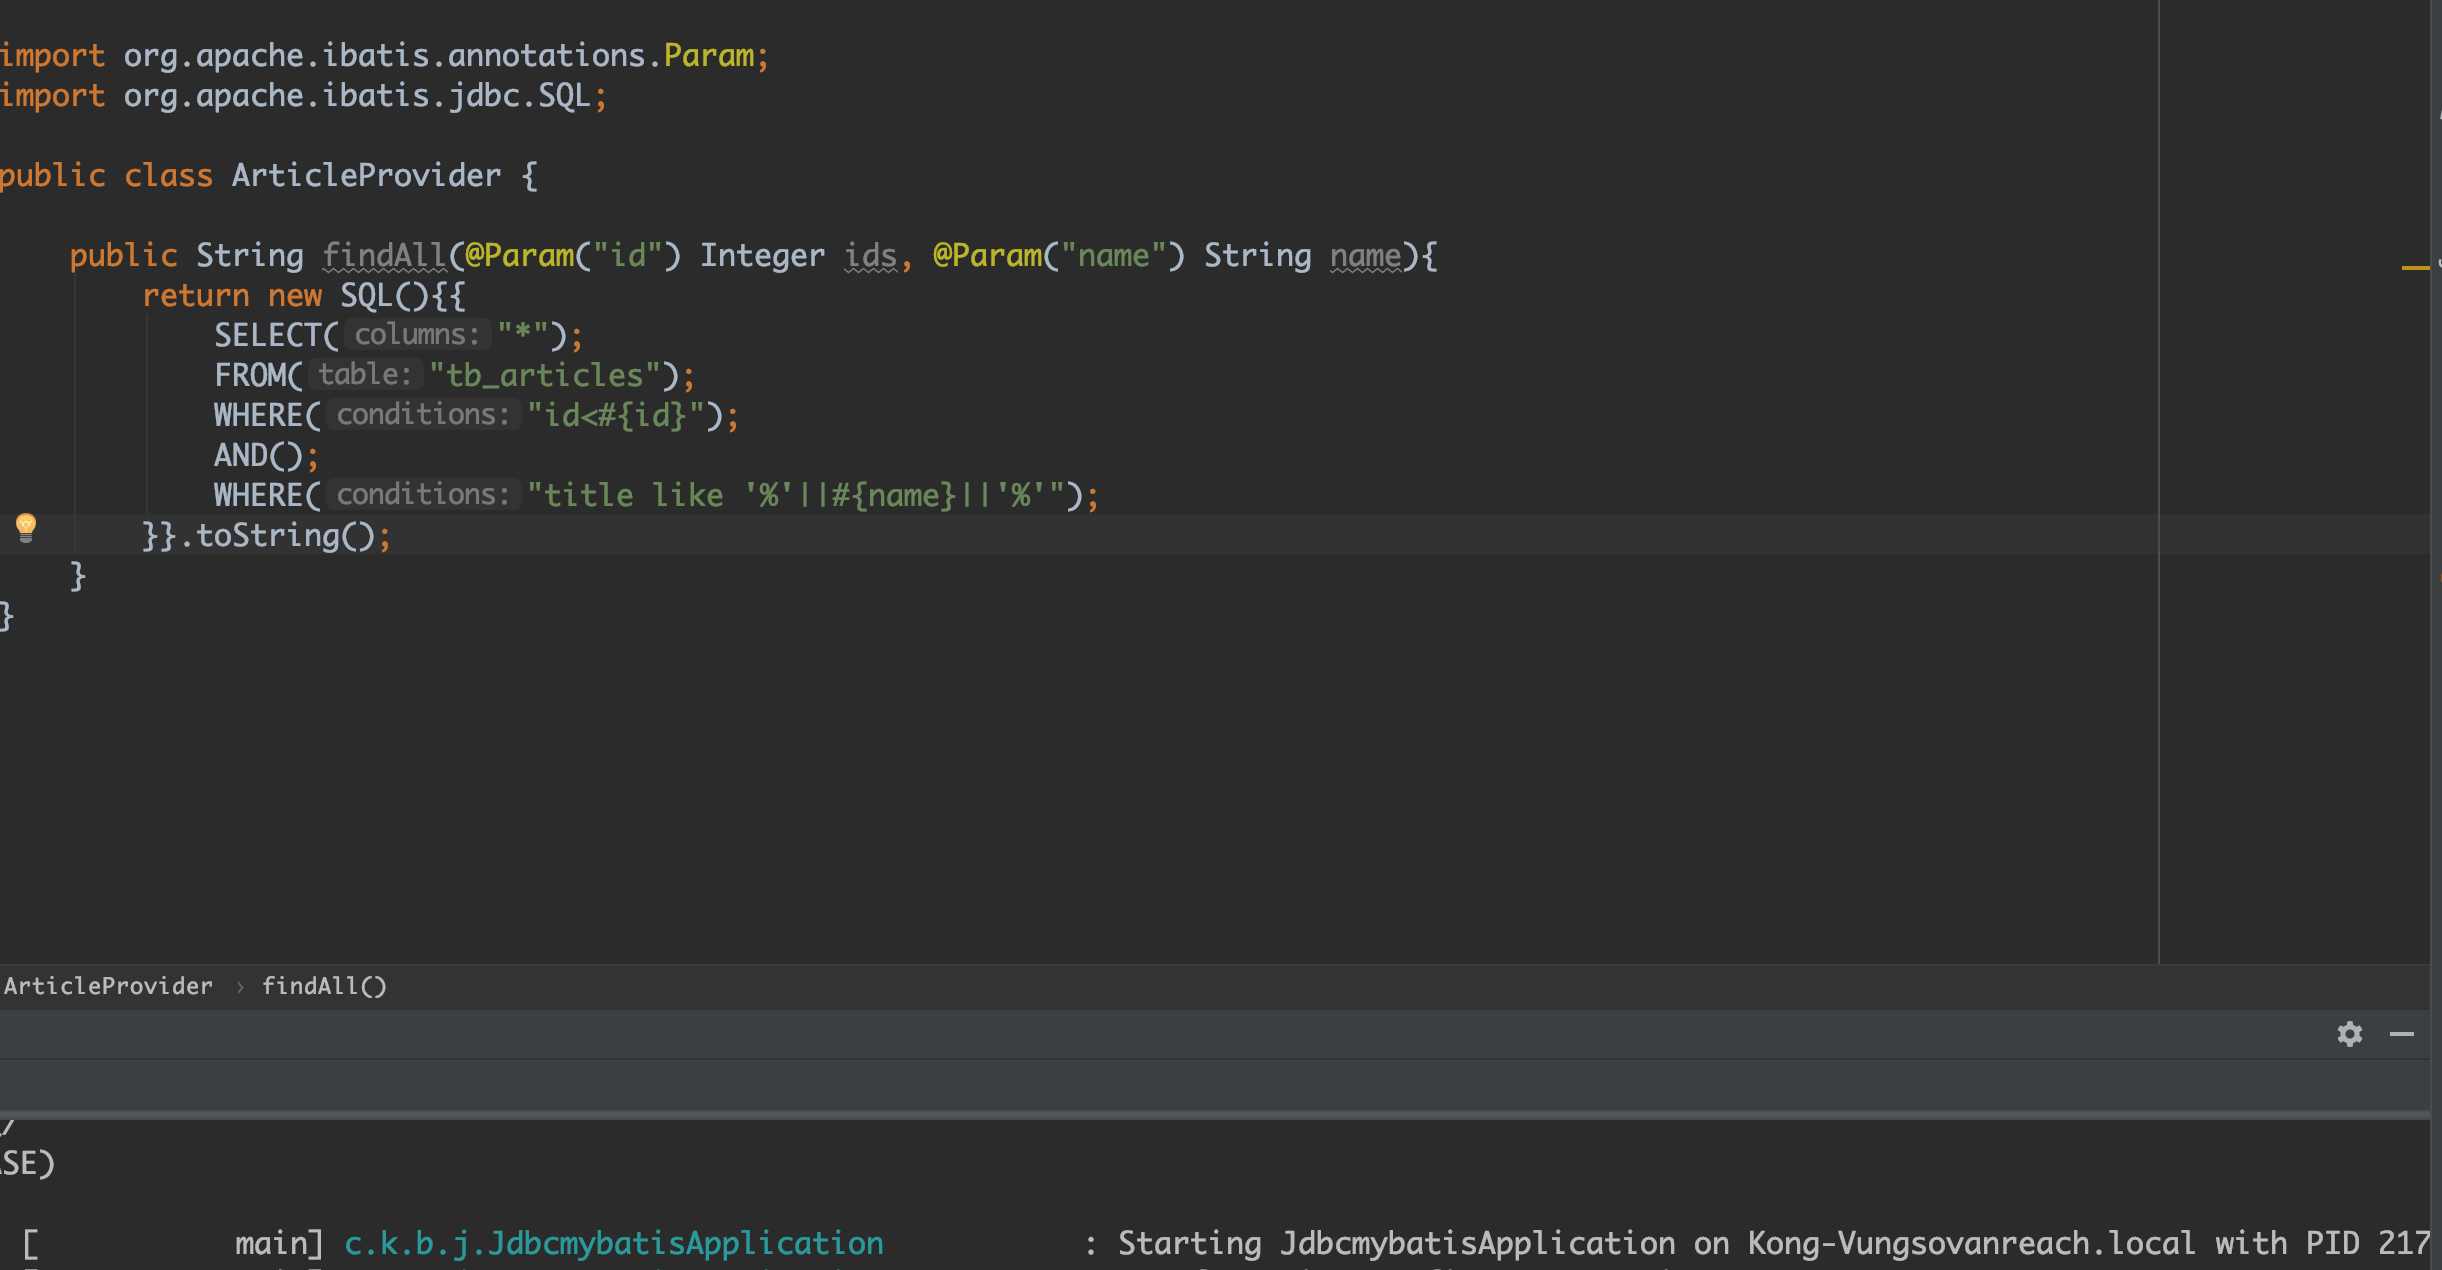 import org.apache.ibatis.annotations.Param;
import org.apache.ibatis.jdbc.SQL;
public class ArticleProvider {
public String findAll(@Param("id") Integer ids, @Param("name") String name){
return new SQL(){{
SELECT( columns: "*");
FROM( table: "tb_articles");
WHERE( conditions: "id<#{id}");
AND();
WHERE( conditions: "title like '%'||#{name}||'%'");
}}.toString();
}
}
ArticleProvider › findAll()
SE)
[ main] c.k.b.j.JdbcmybatisApplication : Starting JdbcmybatisApplication on Kong-Vungsovanreach.local with PID 217